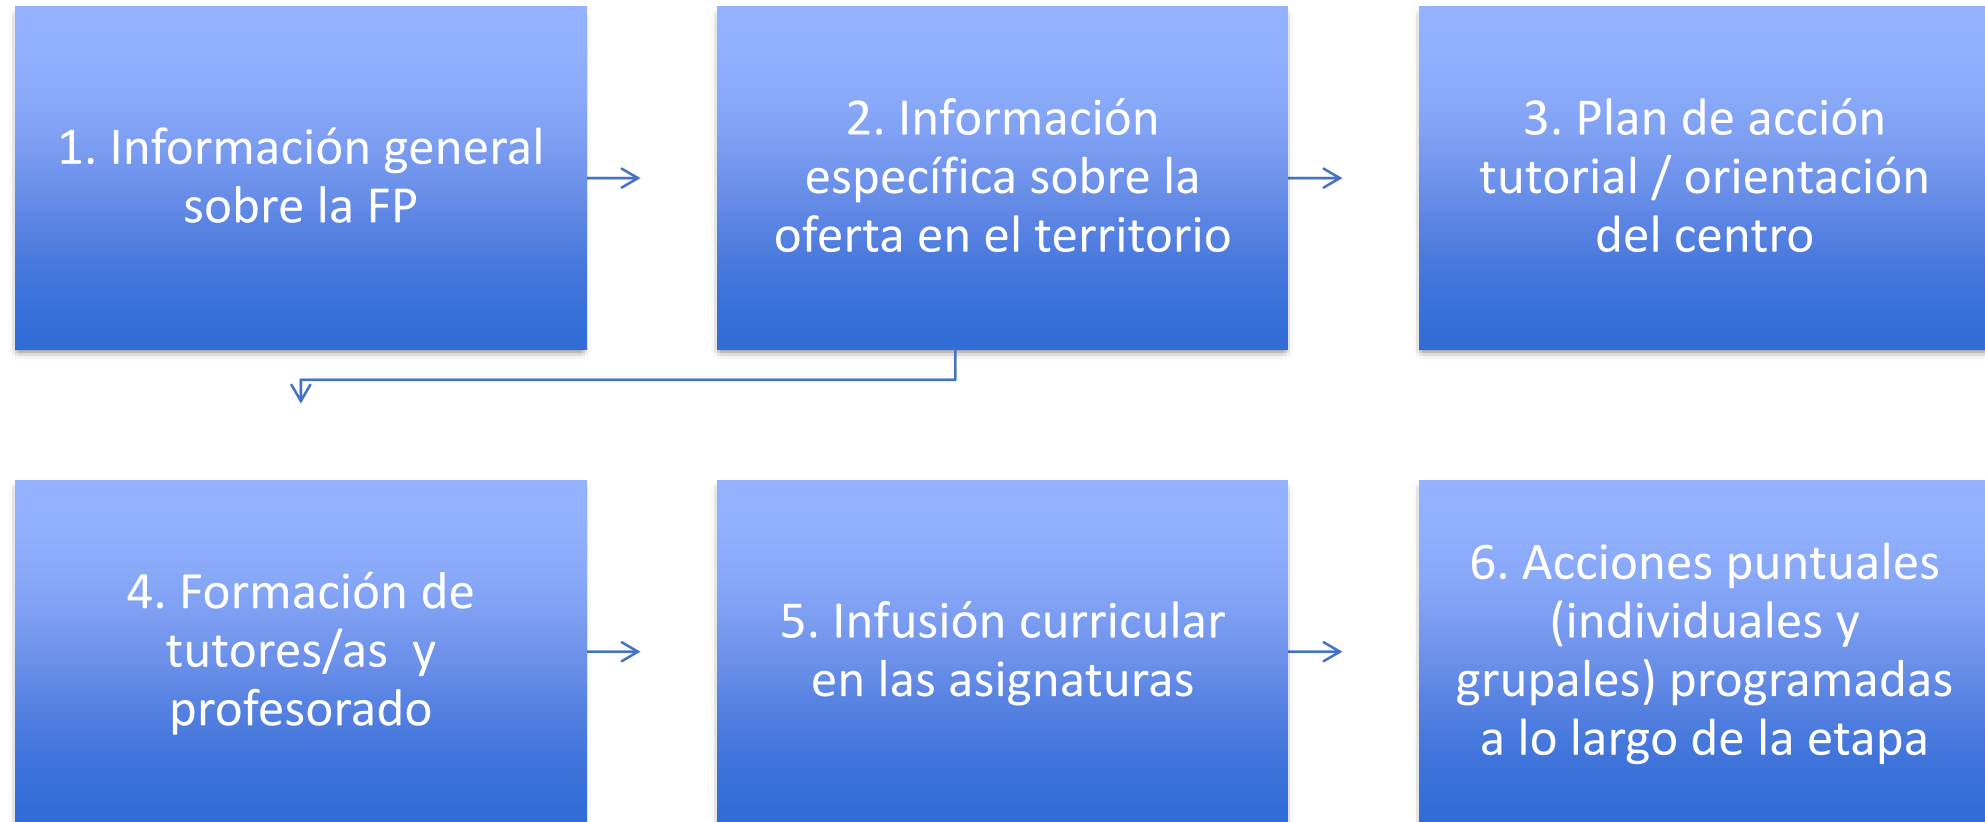 1. Información general
sobre la FP
2. Información
específica sobre la
oferta en el territorio
3. Plan de acción
tutorial / orientación
del centro
4. Formación de
tutores/as  y
profesorado
5. Infusión curricular
en las asignaturas
6. Acciones puntuales
(individuales y
grupales) programadas
a lo largo de la etapa